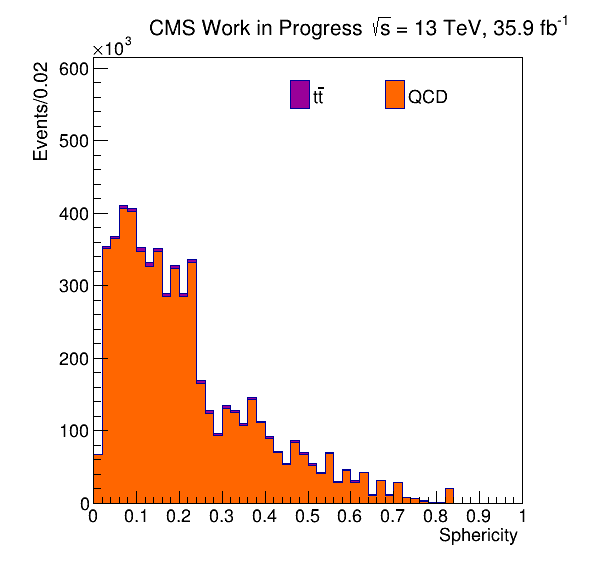 CMS Work in Progress √s = 13 TeV, 35.9 fb⁻¹
×10³
Events/0.02
600
500
400
300
200
100
0
tt̄
QCD
0 0.1 0.2 0.3 0.4 0.5 0.6 0.7 0.8 0.9 1
Sphericity